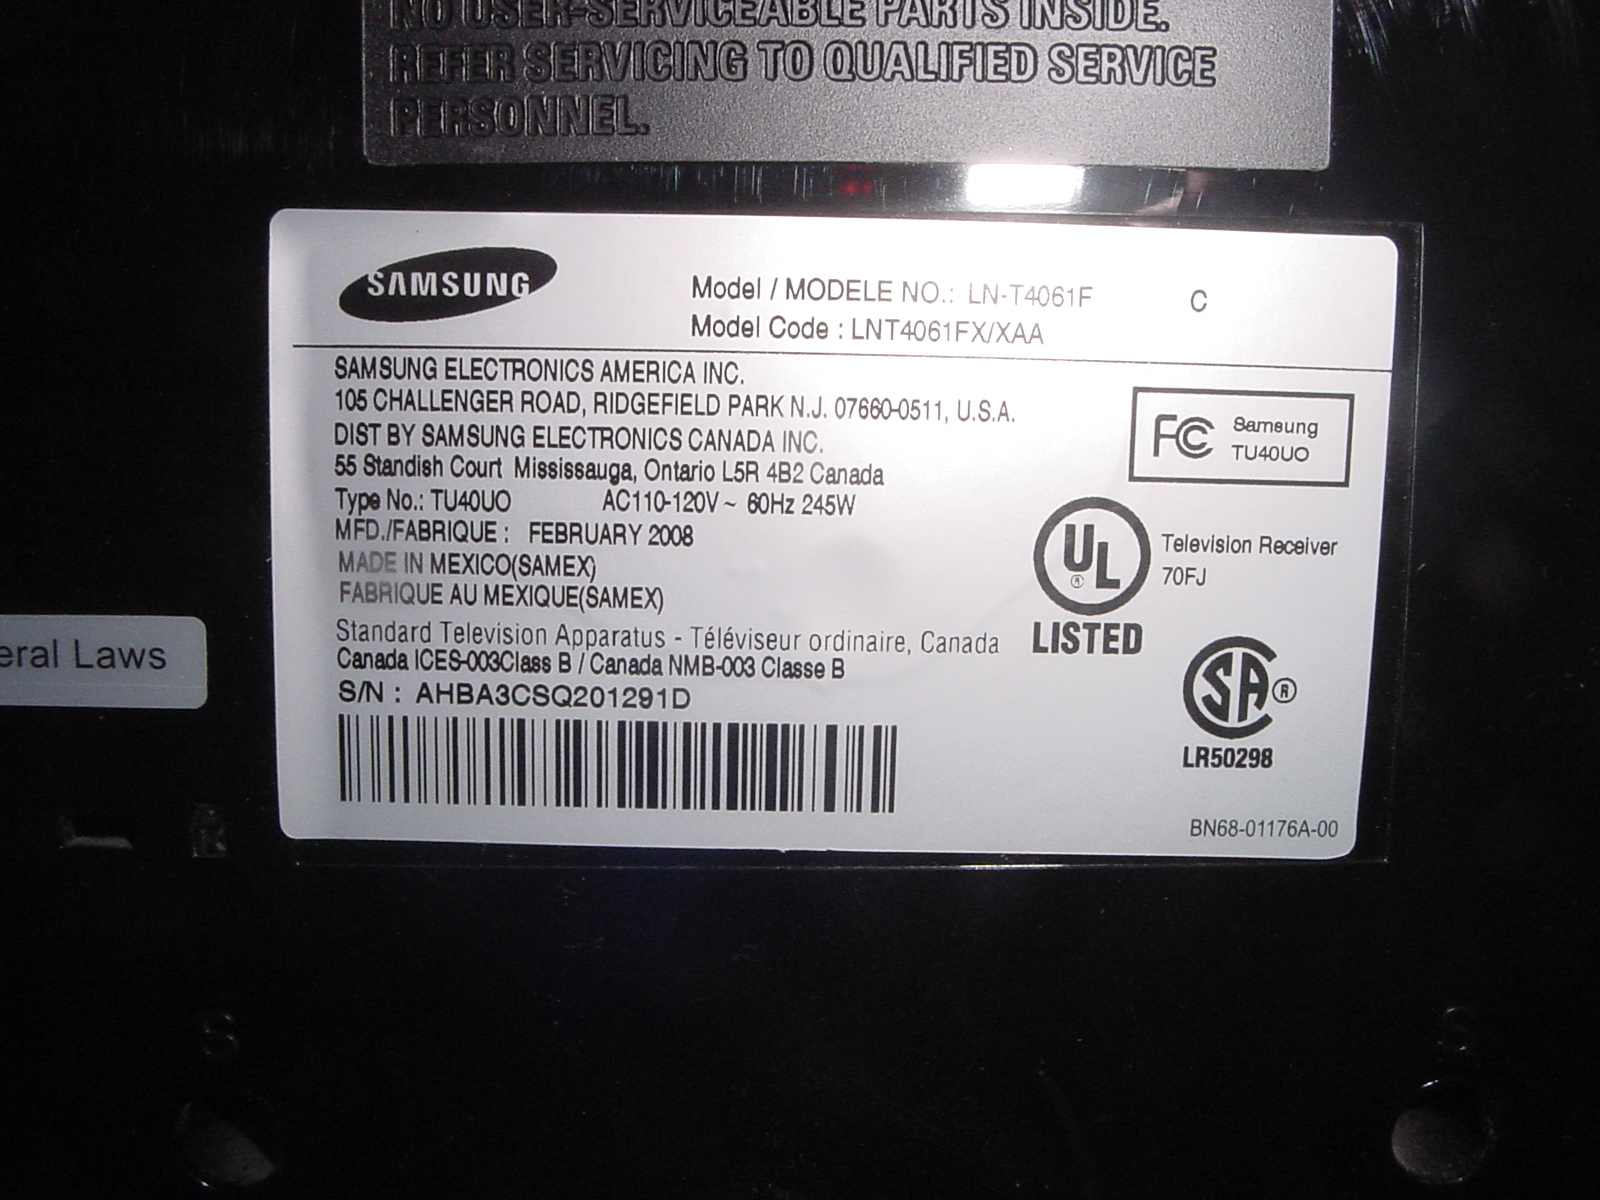 NO USER-SERVICEABLE PARTS INSIDE.
REFER SERVICING TO QUALIFIED SERVICE
PERSONNEL.
SAMSUNG
Model / MODELE NO.: LN-T4061F C
Model Code : LNT4061FX/XAA
SAMSUNG ELECTRONICS AMERICA INC.
105 CHALLENGER ROAD, RIDGEFIELD PARK N.J. 07660-0511, U.S.A.
DIST BY SAMSUNG ELECTRONICS CANADA INC.
55 Standish Court Mississauga, Ontario L5R 4B2 Canada
Type No.: TU40UO AC110-120V ~ 60Hz 245W
MFD./FABRIQUE : FEBRUARY 2008
MADE IN MEXICO(SAMEX)
FABRIQUE AU MEXIQUE(SAMEX)
Standard Television Apparatus - Téléviseur ordinaire, Canada
Canada ICES-003Class B / Canada NMB-003 Classe B
S/N : AHBA3CSQ201291D
FC Samsung
TU40UO
UL ® Television Receiver
70FJ
LISTED
SA ®
LR50298
BN68-01176A-00
eral Laws
R
S
S